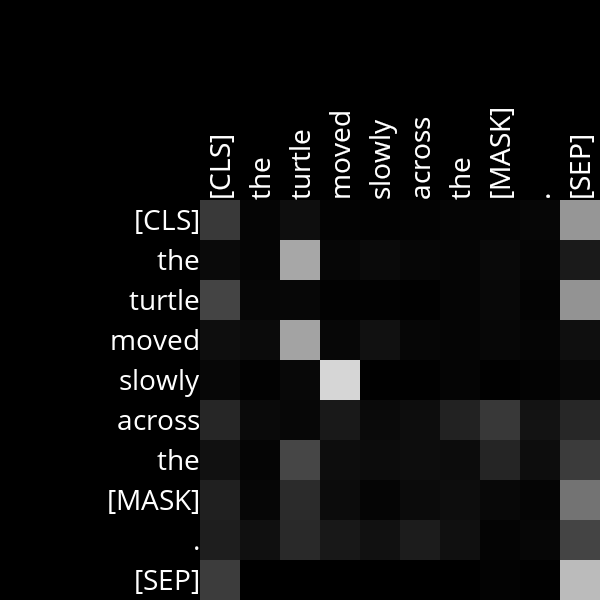 [CLS] the turtle moved slowly across the [MASK] . [SEP]
[CLS]
the
turtle
moved
slowly
across
the
[MASK]
.
[SEP]